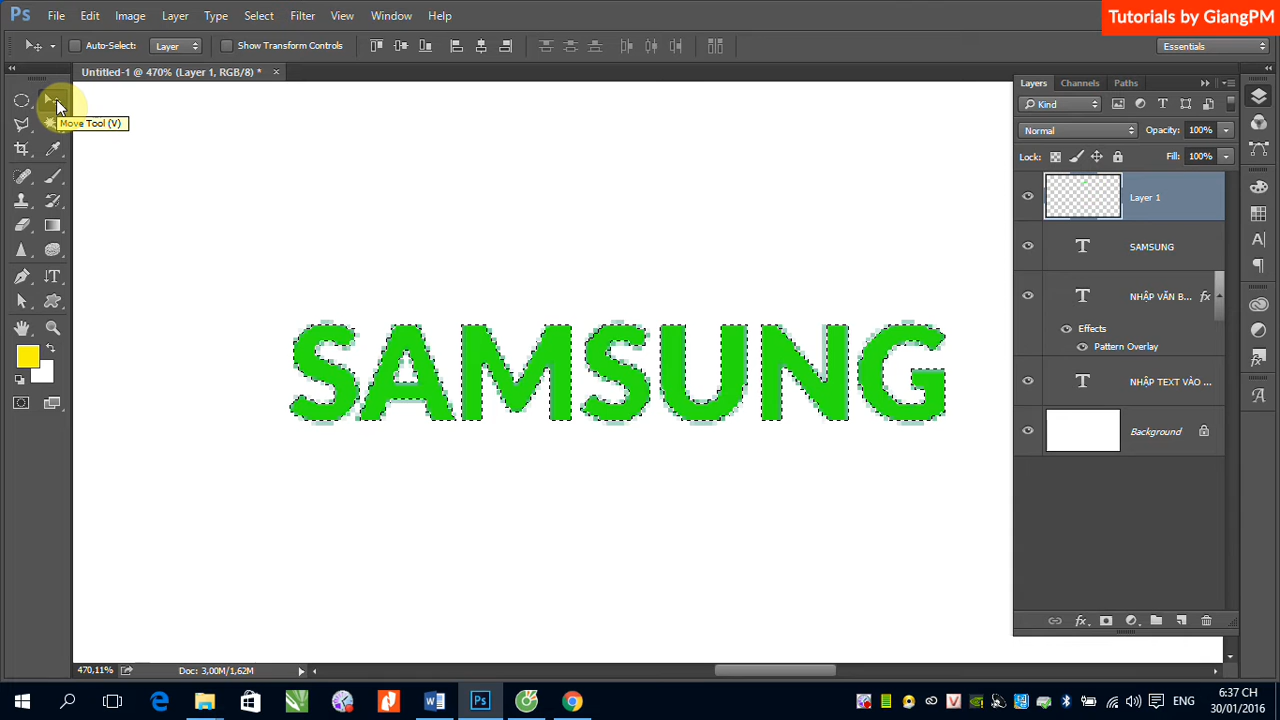 Ps File Edit Image Layer Type Select Filter View Window Help
Tutorials by GiangPM
Auto-Select: Layer Show Transform Controls Essentials
Untitled-1 @ 470% (Layer 1, RGB/8) *
Move Tool (V)
Layers Channels Paths
Kind
Normal Opacity: 100%
Lock: Fill: 100%
Layer 1
T SAMSUNG
T NHẬP VĂN B... fx
Effects
Pattern Overlay
T NHẬP TEXT VÀO ...
Background
SAMSUNG
470,11% Doc: 3,00M/1,62M
ENG
6:37 CH
30/01/2016